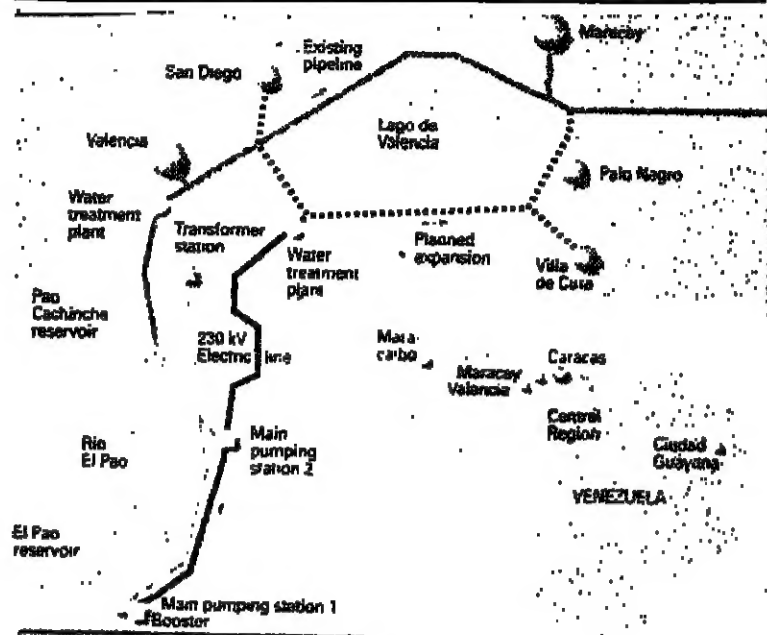 Maracay
Existing
pipeline
San Diego
Lago de
Valencia
Valencia
Palo Negro
Water
treatment
plant
Transformer
station
Water
treatment
plant
Planned
expansion
Villa
de Cura
Pao
Cachinche
reservoir
230 kV
Electric line
Mara-
caibo
Maracay
Valencia
Caracas
Central
Region
Ciudad
Guayana
VENEZUELA
Rio
El Pao
Main
pumping
station 2
El Pao
reservoir
Main pumping station 1
Booster